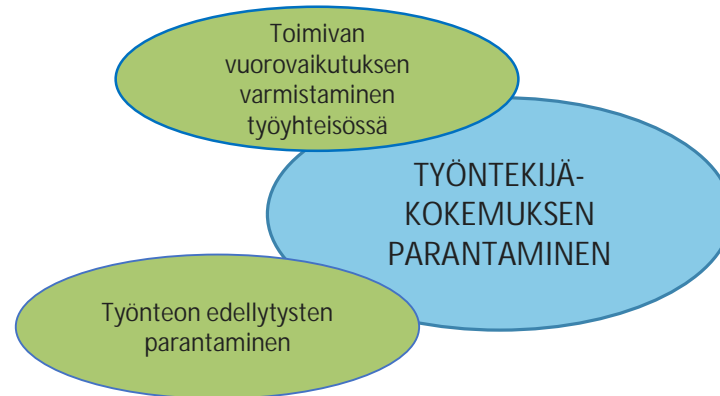 Toimivan
vuorovaikutuksen
varmistaminen
työyhteisössä
TYÖNTEKIJÄ-
KOKEMUKSEN
PARANTAMINEN
Työnteon edellytysten
parantaminen